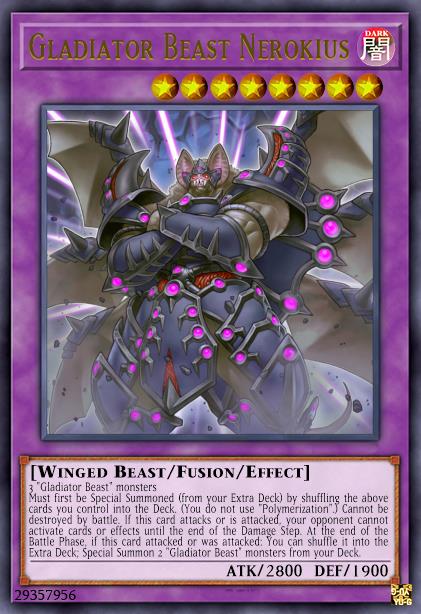 Gladiator Beast Nerokius
DARK
闇
[Winged Beast/Fusion/Effect]
3 "Gladiator Beast" monsters
Must first be Special Summoned (from your Extra Deck) by shuffling the above
cards you control into the Deck. (You do not use "Polymerization".) Cannot be
destroyed by battle. If this card attacks or is attacked, your opponent cannot
activate cards or effects until the end of the Damage Step. At the end of the
Battle Phase, if this card attacked or was attacked: You can shuffle it into the
Extra Deck; Special Summon 2 "Gladiator Beast" monsters from your Deck.
ATK/2800 DEF/1900
29357956